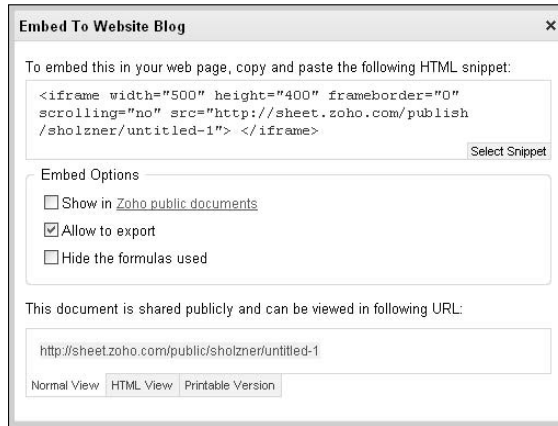 Embed To Website Blog
To embed this in your web page, copy and paste the following HTML snippet:
<iframe width="500" height="400" frameborder="0"
scrolling="no" src="http://sheet.zoho.com/publish
/sholzner/untitled-1"> </iframe>
Select Snippet
Embed Options
Show in Zoho public documents
Allow to export
Hide the formulas used
This document is shared publicly and can be viewed in following URL:
http://sheet.zoho.com/public/sholzner/untitled-1
Normal View HTML View Printable Version